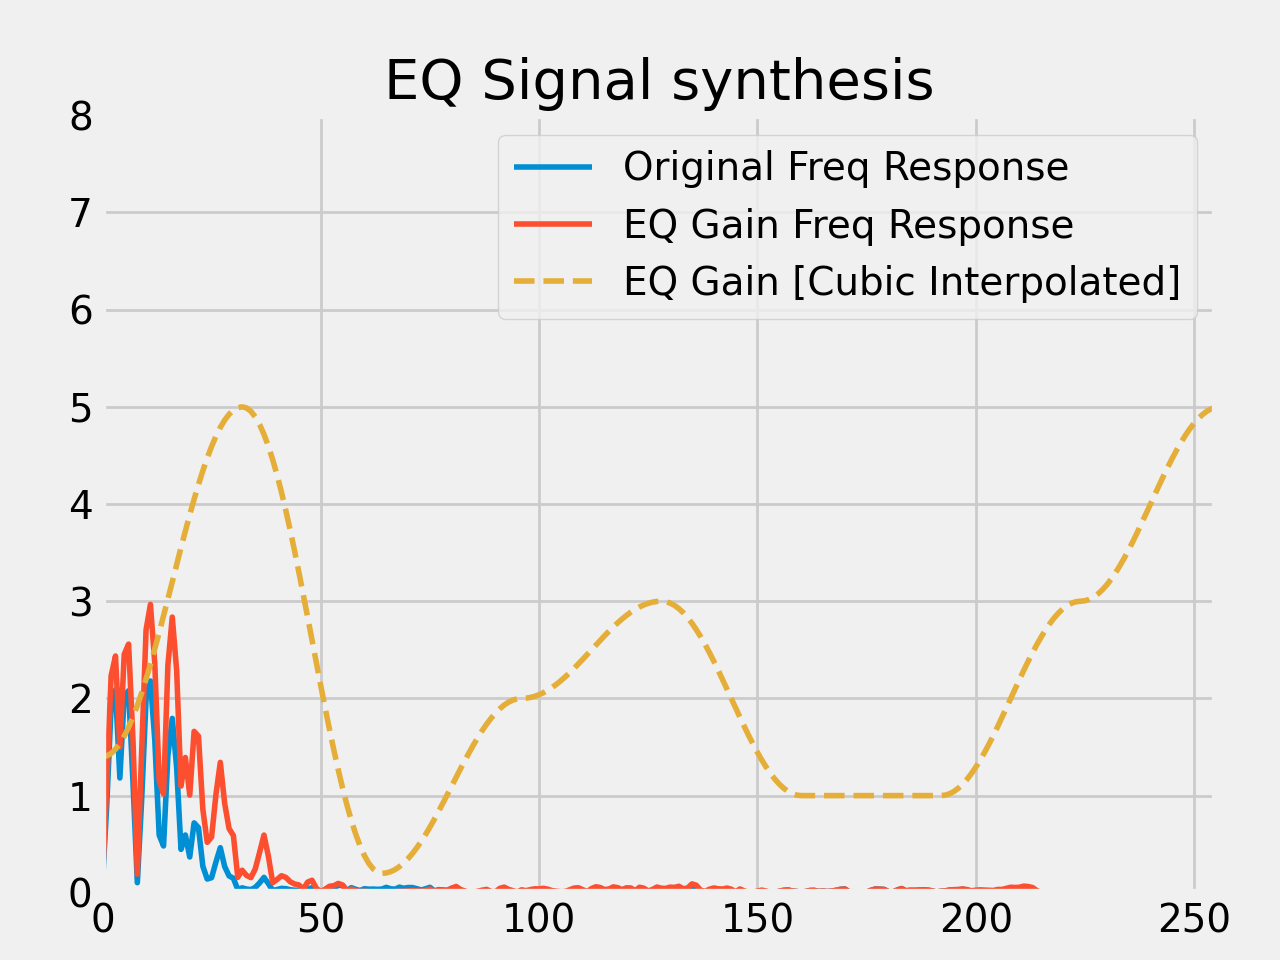 EQ Signal synthesis
8
7
6
5
4
3
2
1
0
Original Freq Response
EQ Gain Freq Response
EQ Gain [Cubic Interpolated]
0 50 100 150 200 250